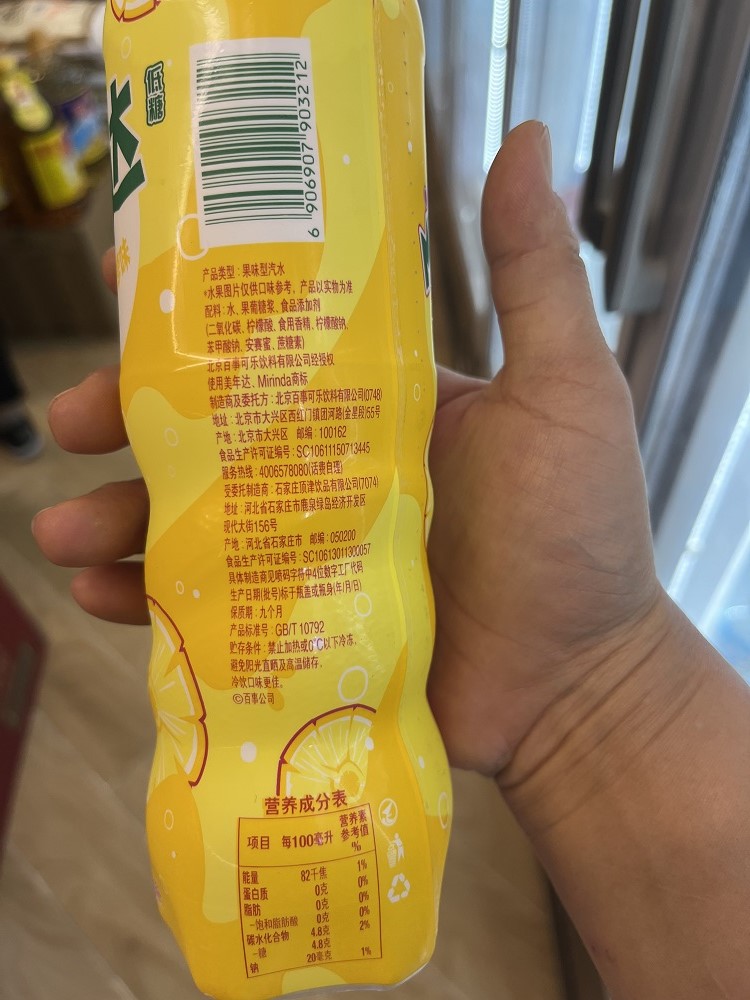 低糖
6 906907 903212
产品类型：果味型汽水
*水果图片仅供口味参考，产品以实物为准
配料：水、果葡糖浆、食品添加剂
(二氧化碳、柠檬酸、食用香精、柠檬酸钠、
苯甲酸钠、安赛蜜、蔗糖素)
北京百事可乐饮料有限公司经授权
使用美年达、Mirinda商标
制造商及委托方：北京百事可乐饮料有限公司(0748)
地址：北京市大兴区西红门镇团河路(金星段)55号
产地：北京市大兴区 邮编：100162
食品生产许可证编号：SC10611150713445
服务热线：4006578080(话费自理)
受委托制造商：石家庄顶津饮品有限公司(7074)
地址：河北省石家庄市鹿泉绿岛经济开发区
现代大街156号
产地：河北省石家庄市 邮编：050200
食品生产许可证编号：SC10613011300057
具体制造商见喷码字符中4位数字工厂代码
生产日期(批号)标于瓶盖或瓶身(年/月/日)
保质期：九个月
产品标准号：GB/T 10792
贮存条件：禁止加热或0℃以下冷冻，
避免阳光直晒及高温储存。
冷饮口味更佳。
©百事公司
营养成分表
项目 每100毫升 营养素参考值%
能量 82千焦 1%
蛋白质 0克 0%
脂肪 0克 0%
-饱和脂肪酸 0克 0%
碳水化合物 4.8克 2%
-糖 4.8克
钠 20毫克 1%